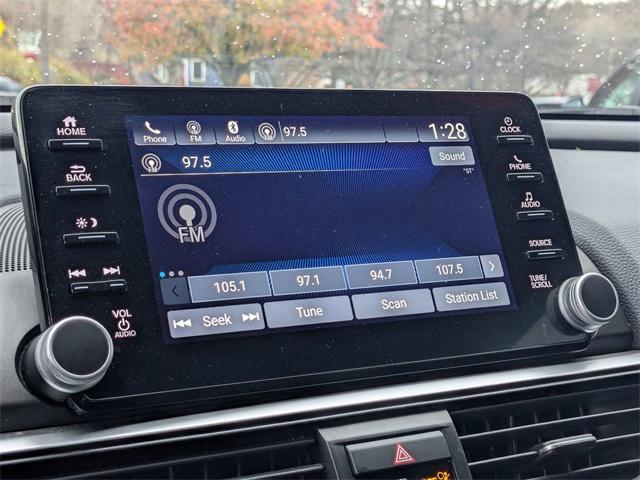 HOME
BACK
VOL
AUDIO
Phone FM Audio 97.5 1:28
97.5 Sound
"ST"
FM
105.1 97.1 94.7 107.5
Seek Tune Scan Station List
CLOCK
PHONE
AUDIO
SOURCE
TUNE/
SCROLL